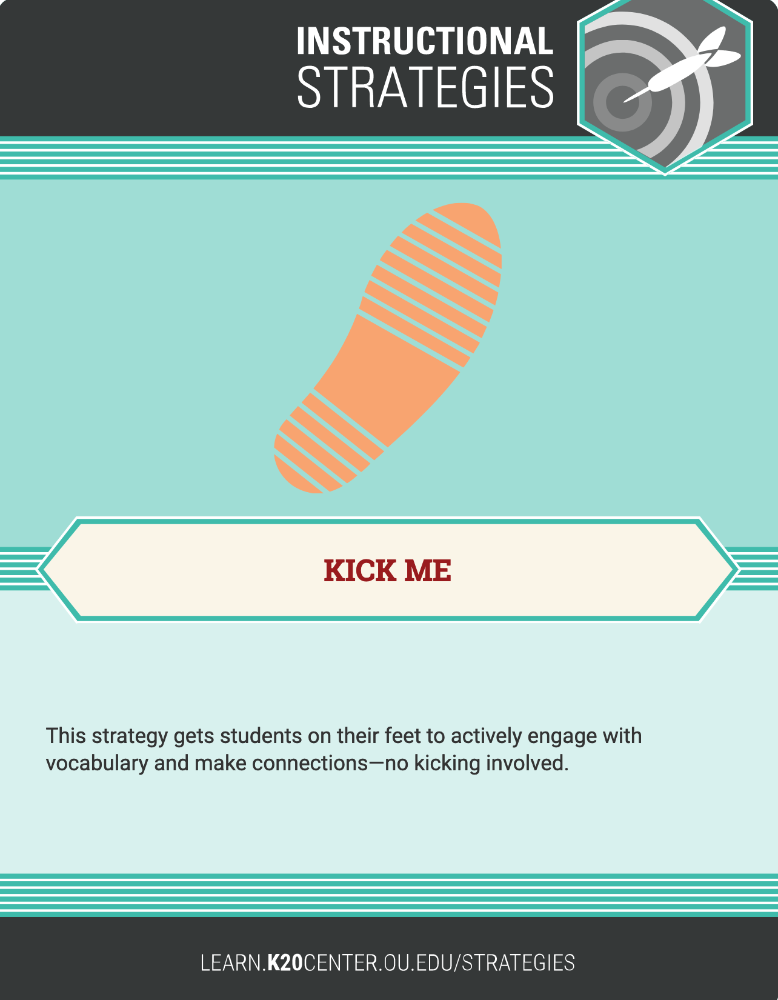 INSTRUCTIONAL
STRATEGIES
KICK ME
This strategy gets students on their feet to actively engage with
vocabulary and make connections—no kicking involved.
LEARN.K20CENTER.OU.EDU/STRATEGIES